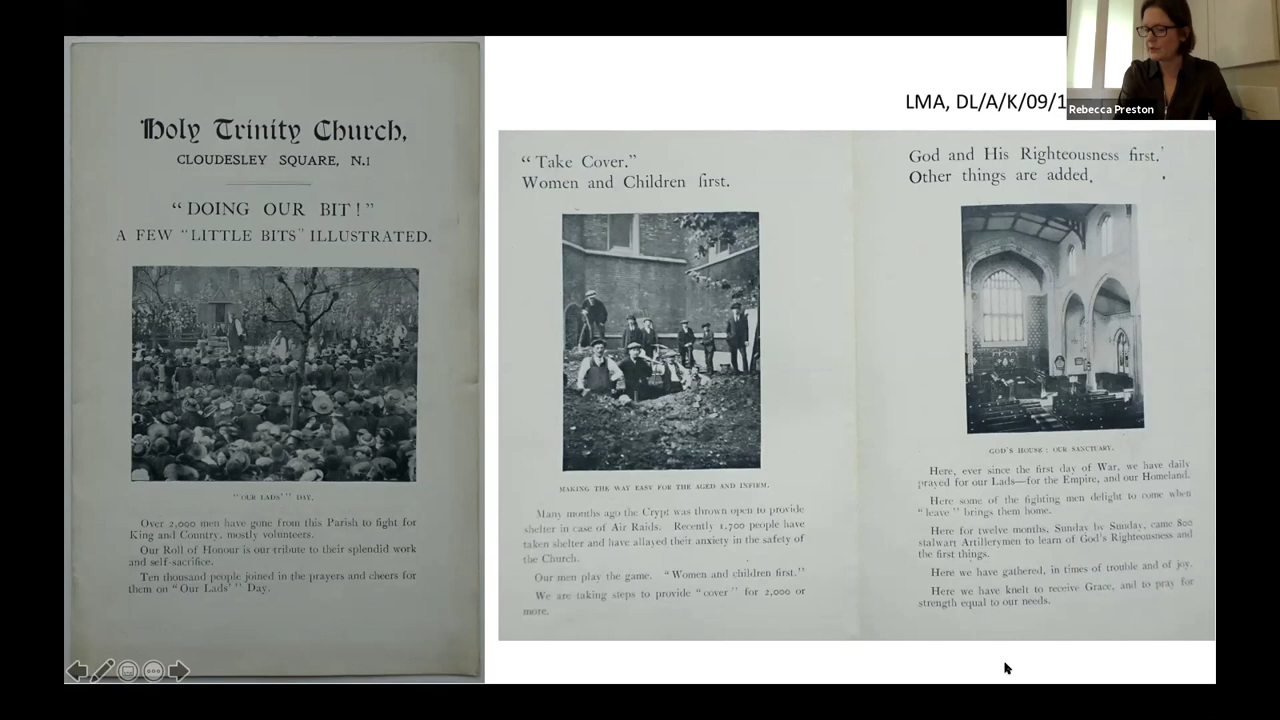 Holy Trinity Church,
CLOUDESLEY SQUARE, N.1
"DOING OUR BIT!"
A FEW "LITTLE BITS" ILLUSTRATED.
"OUR LADS'" DAY.
Over 2,000 men have gone from this Parish to fight for
King and Country, mostly volunteers.
Our Roll of Honour is our tribute to their splendid work
and self-sacrifice.
Ten thousand people joined in the prayers and cheers for
them on "Our Lads'" Day.
LMA, DL/A/K/09/1
Rebecca Preston
"Take Cover."
Women and Children first.
MAKING THE WAY EASY FOR THE AGED AND INFIRM.
Many months ago the Crypt was thrown open to provide
shelter in case of Air Raids. Recently 1,700 people have
taken shelter and have allayed their anxiety in the safety of
the Church.
Our men play the game. "Women and children first."
We are taking steps to provide "cover" for 2,000 or
more.
God and His Righteousness first.
Other things are added.
GOD'S HOUSE: OUR SANCTUARY.
Here, ever since the first day of War, we have daily
prayed for our Lads—for the Empire, and our Homeland.
Here some of the fighting men delight to come when
"leave" brings them home.
Here for twelve months, Sunday by Sunday, came 800
stalwart Artillerymen to learn of God's Righteousness and
the first things.
Here we have gathered, in times of trouble and of joy.
Here we have knelt to receive Grace, and to pray for
strength equal to our needs.